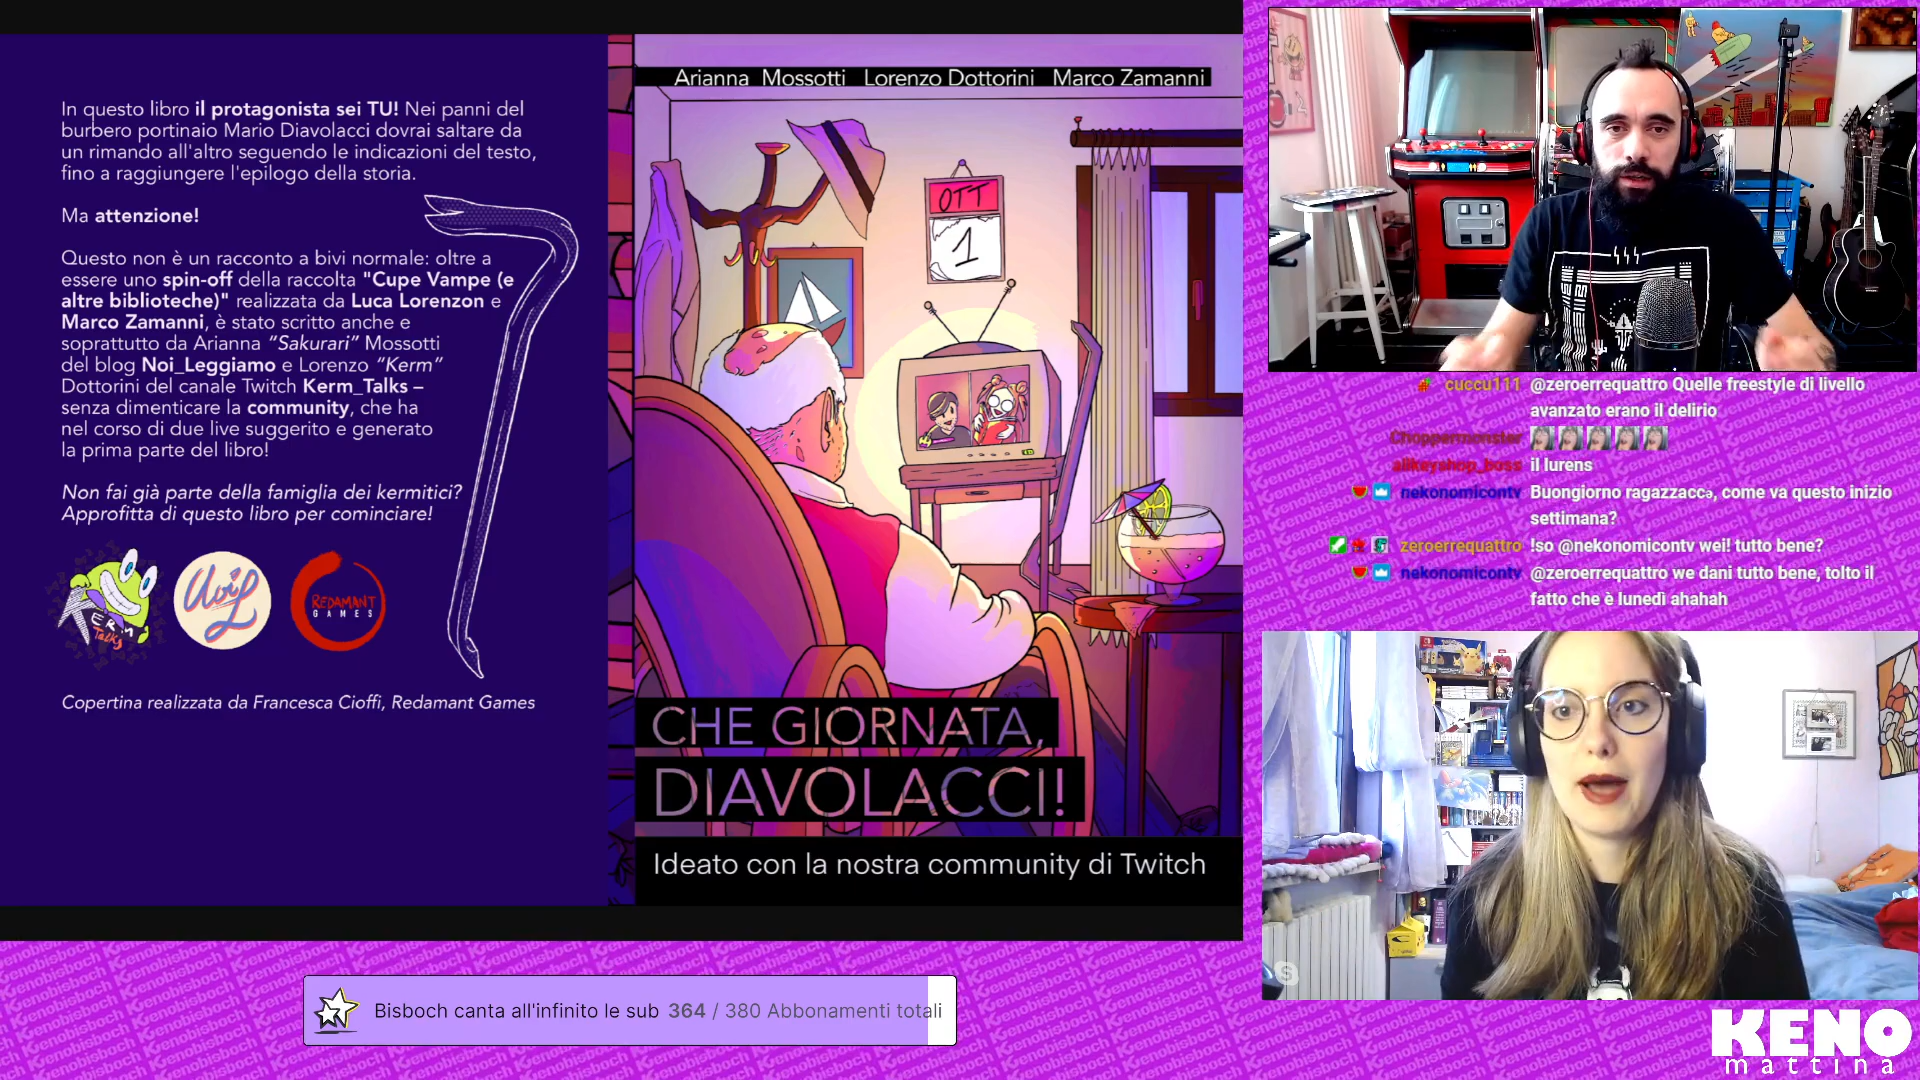 In questo libro il protagonista sei TU! Nei panni del
burbero portinaio Mario Diavolacci dovrai saltare da
un rimando all'altro seguendo le indicazioni del testo,
fino a raggiungere l'epilogo della storia.
Ma attenzione!
Questo non è un racconto a bivi normale: oltre a
essere uno spin-off della raccolta "Cupe Vampe (e
altre biblioteche)" realizzata da Luca Lorenzon e
Marco Zamanni, è stato scritto anche e
soprattutto da Arianna "Sakurari" Mossotti
del blog Noi_Leggiamo e Lorenzo "Kerm"
Dottorini del canale Twitch Kerm_Talks –
senza dimenticare la community, che ha
nel corso di due live suggerito e generato
la prima parte del libro!
Non fai già parte della famiglia dei kermitici?
Approfitta di questo libro per cominciare!
KERM
Talks
REDAMANT
GAMES
Copertina realizzata da Francesca Cioffi, Redamant Games
Arianna Mossotti Lorenzo Dottorini Marco Zamanni
OTT
1
CHE GIORNATA,
DIAVOLACCI!
Ideato con la nostra community di Twitch
cuccu111 @zeroerrequattro Quelle freestyle di livello
avanzato erano il delirio
Choppermonster
allkeyshop_boss il lurens
nekonomicontv Buongiorno ragazzaccə, come va questo inizio
settimana?
zeroerrequattro !so @nekonomicontv wei! tutto bene?
nekonomicontv @zeroerrequattro we dani tutto bene, tolto il
fatto che è lunedì ahahah
Bisboch canta all'infinito le sub 364 / 380 Abbonamenti totali
KENO
mattina
Kenobisboch